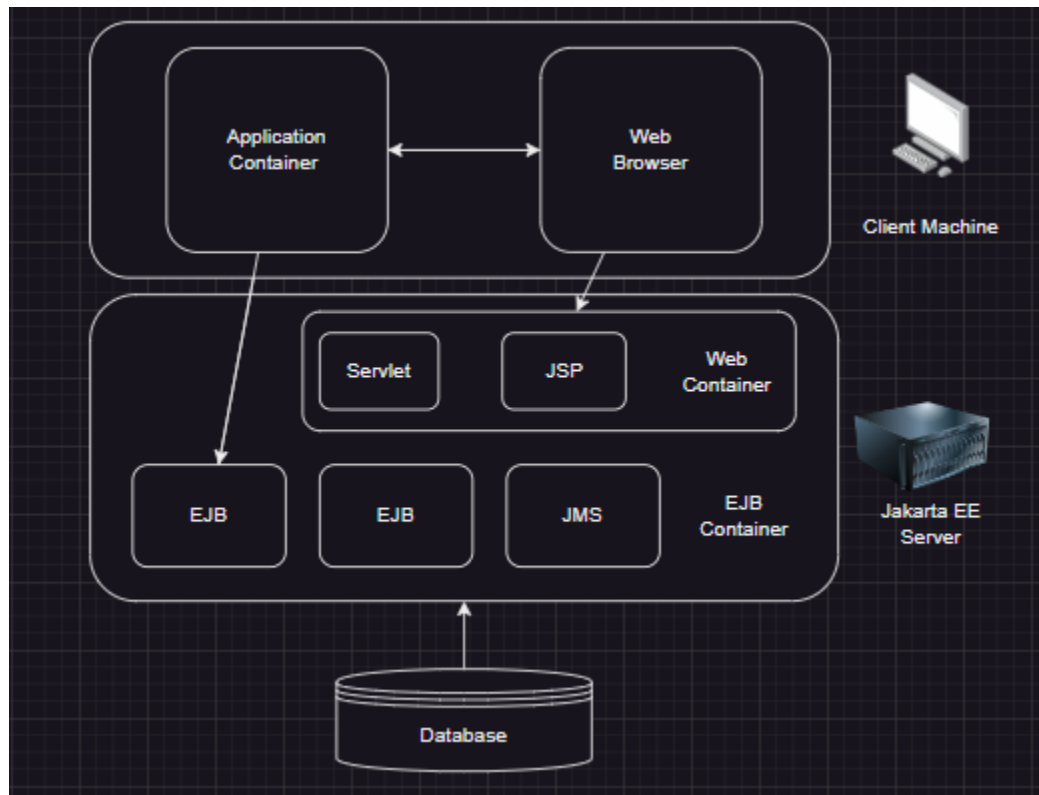 Application
Container
Web
Browser
Client Machine
Servlet
JSP
Web
Container
EJB
EJB
JMS
EJB
Container
Jakarta EE
Server
Database